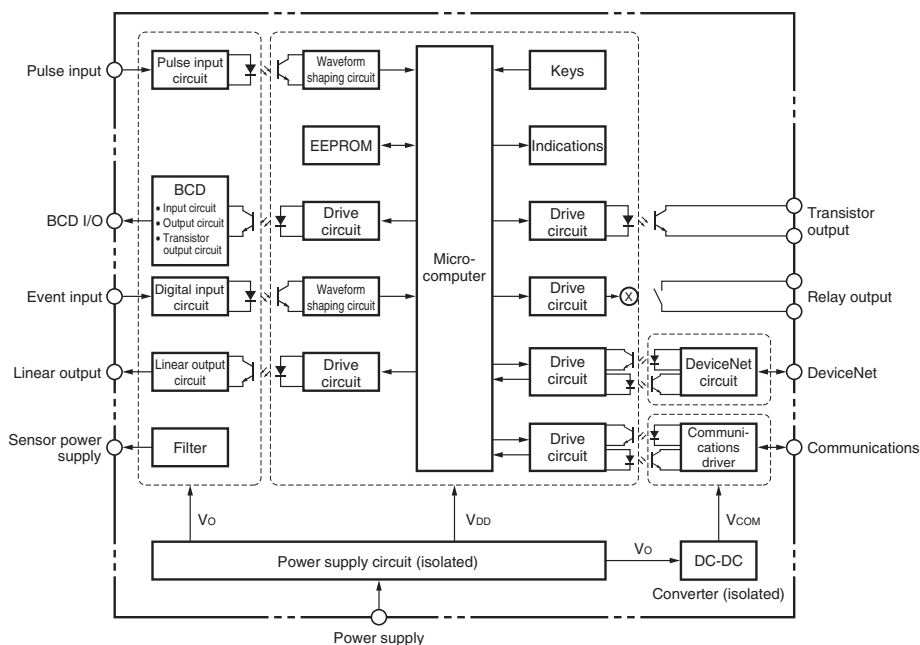 Pulse input
Pulse input
circuit
Waveform
shaping circuit
Keys
EEPROM
Indications
BCD I/O
BCD
• Input circuit
• Output circuit
• Transistor
output circuit
Drive
circuit
Micro-
computer
Drive
circuit
Transistor
output
Event input
Digital input
circuit
Waveform
shaping circuit
Drive
circuit
X
Relay output
Linear output
Linear output
circuit
Drive
circuit
Drive
circuit
DeviceNet
circuit
DeviceNet
Sensor power
supply
Filter
Drive
circuit
Communi-
cations
driver
Communications
VO
VDD
VCOM
Power supply circuit (isolated)
VO
DC-DC
Converter (isolated)
Power supply